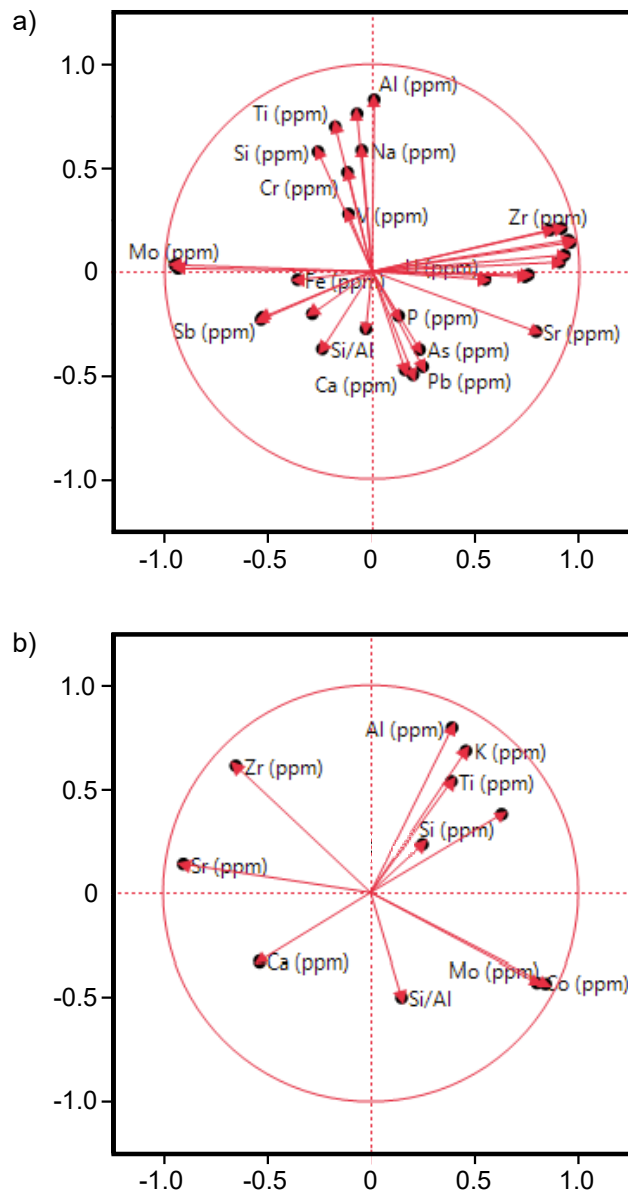 a)
1.0
Al (ppm)
Ti (ppm)
Si (ppm)
Na (ppm)
0.5
Cr (ppm)
V (ppm)
Zr (ppm)
Mo (ppm)
0
Fe (ppm)
(ppm)
P (ppm)
Sb (ppm)
Sr (ppm)
Si/Al
As (ppm)
Ca (ppm)
Pb (ppm)
-0.5
-1.0
-1.0 -0.5 0 0.5 1.0
b)
1.0
Al (ppm)
K (ppm)
Zr (ppm)
Ti (ppm)
0.5
Si (ppm)
Sr (ppm)
0
Ca (ppm)
Mo (ppm)
Co (ppm)
Si/Al
-0.5
-1.0
-1.0 -0.5 0 0.5 1.0